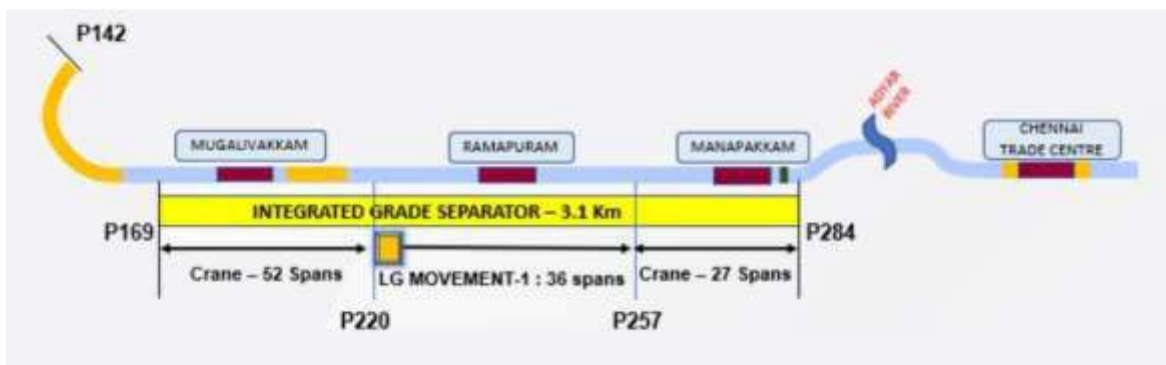 P142
ADYAR
RIVER
MUGALIVAKKAM
RAMAPURAM
MANAPAKKAM
CHENNAI
TRADE CENTRE
INTEGRATED GRADE SEPARATOR – 3.1 Km
P169
P284
Crane – 52 Spans
LG MOVEMENT-1 : 36 spans
Crane – 27 Spans
P220
P257